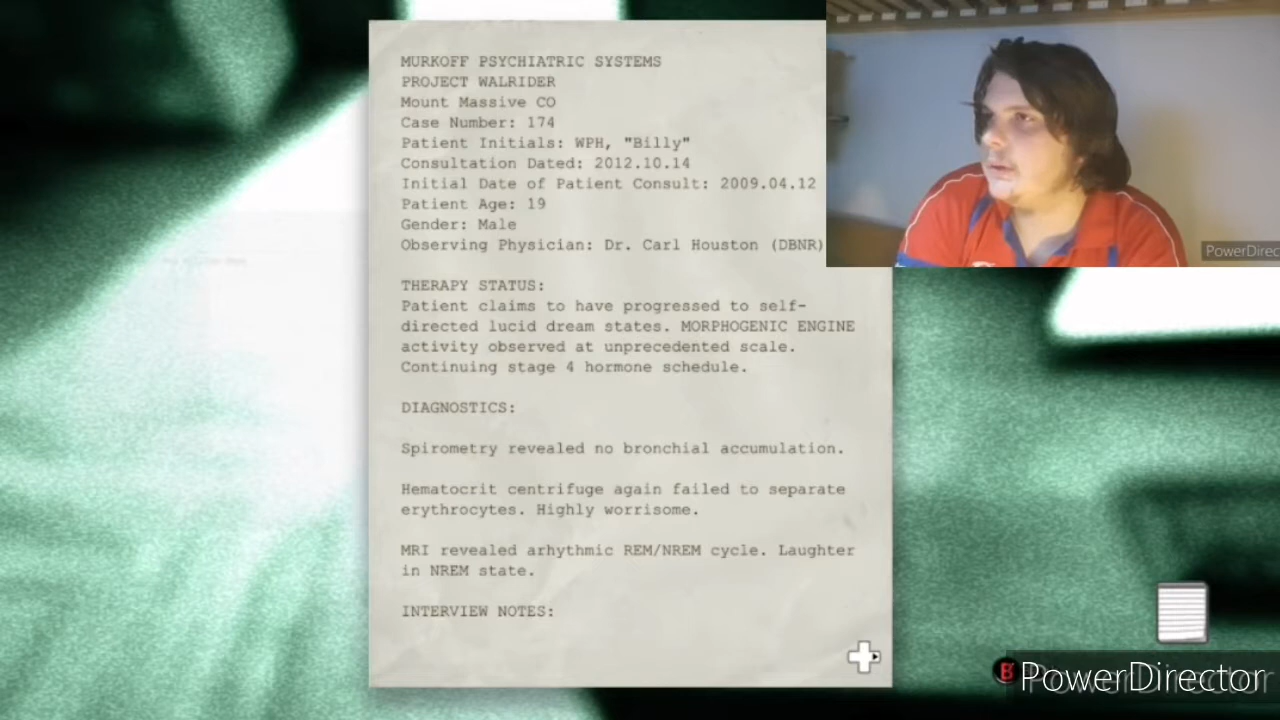 MURKOFF PSYCHIATRIC SYSTEMS
PROJECT WALRIDER
Mount Massive CO
Case Number: 174
Patient Initials: WPH, "Billy"
Consultation Dated: 2012.10.14
Initial Date of Patient Consult: 2009.04.12
Patient Age: 19
Gender: Male
Observing Physician: Dr. Carl Houston (DBNR)
THERAPY STATUS:
Patient claims to have progressed to self-
directed lucid dream states. MORPHOGENIC ENGINE
activity observed at unprecedented scale.
Continuing stage 4 hormone schedule.
DIAGNOSTICS:
Spirometry revealed no bronchial accumulation.
Hematocrit centrifuge again failed to separate
erythrocytes. Highly worrisome.
MRI revealed arhythmic REM/NREM cycle. Laughter
in NREM state.
INTERVIEW NOTES:
PowerDirec
B
PowerDirector
PowerDirector